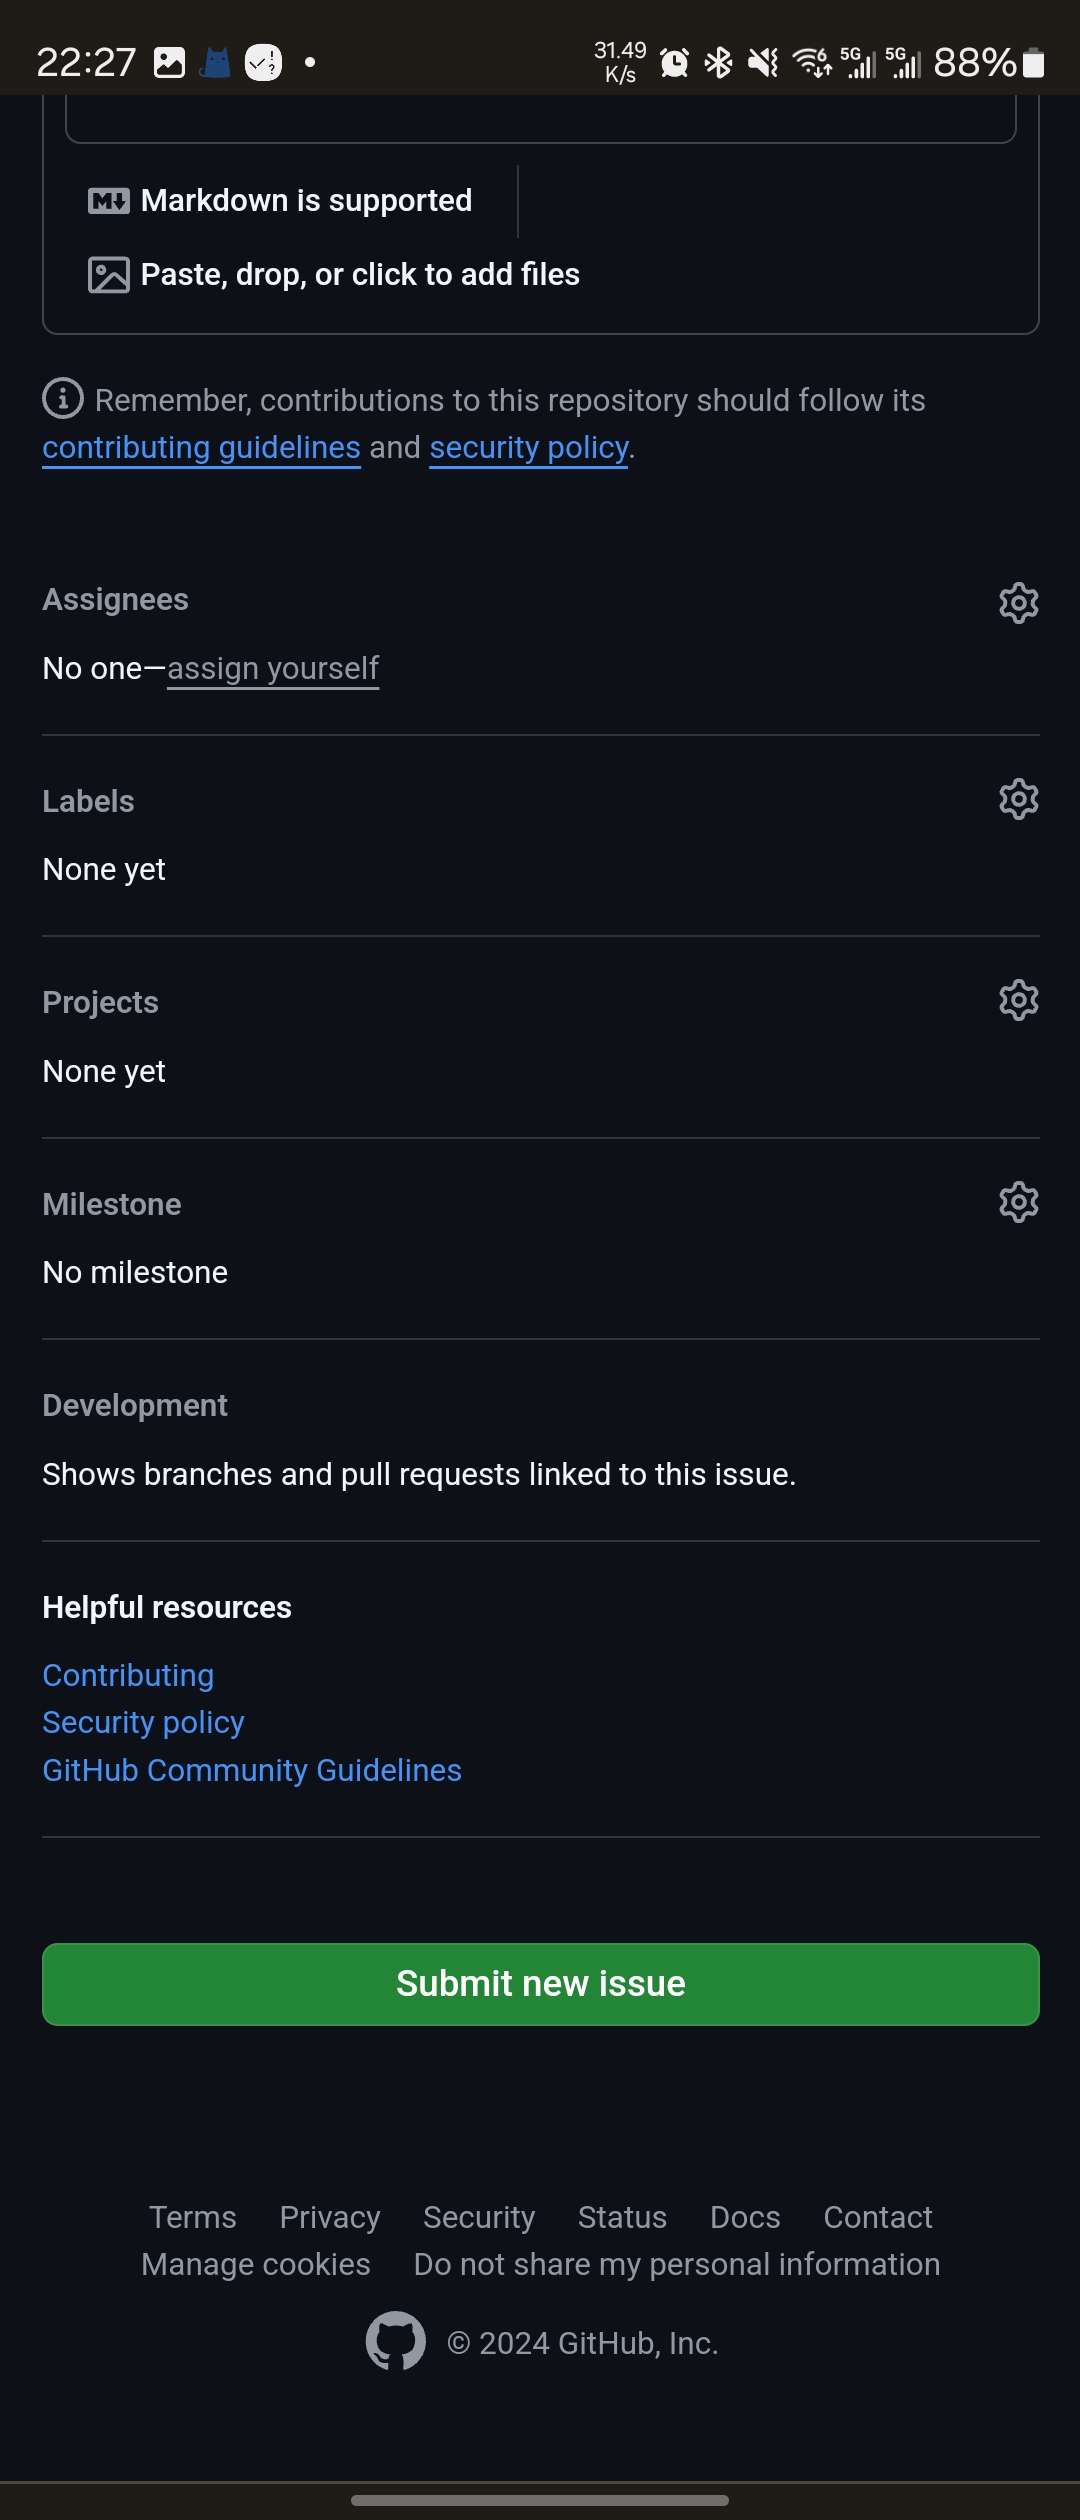 22:27
31.49 K/s
6
5G
5G
88%
Markdown is supported
Paste, drop, or click to add files
Remember, contributions to this repository should follow its
contributing guidelines and security policy.
Assignees
No one—assign yourself
Labels
None yet
Projects
None yet
Milestone
No milestone
Development
Shows branches and pull requests linked to this issue.
Helpful resources
Contributing
Security policy
GitHub Community Guidelines
Submit new issue
Terms Privacy Security Status Docs Contact
Manage cookies Do not share my personal information
© 2024 GitHub, Inc.